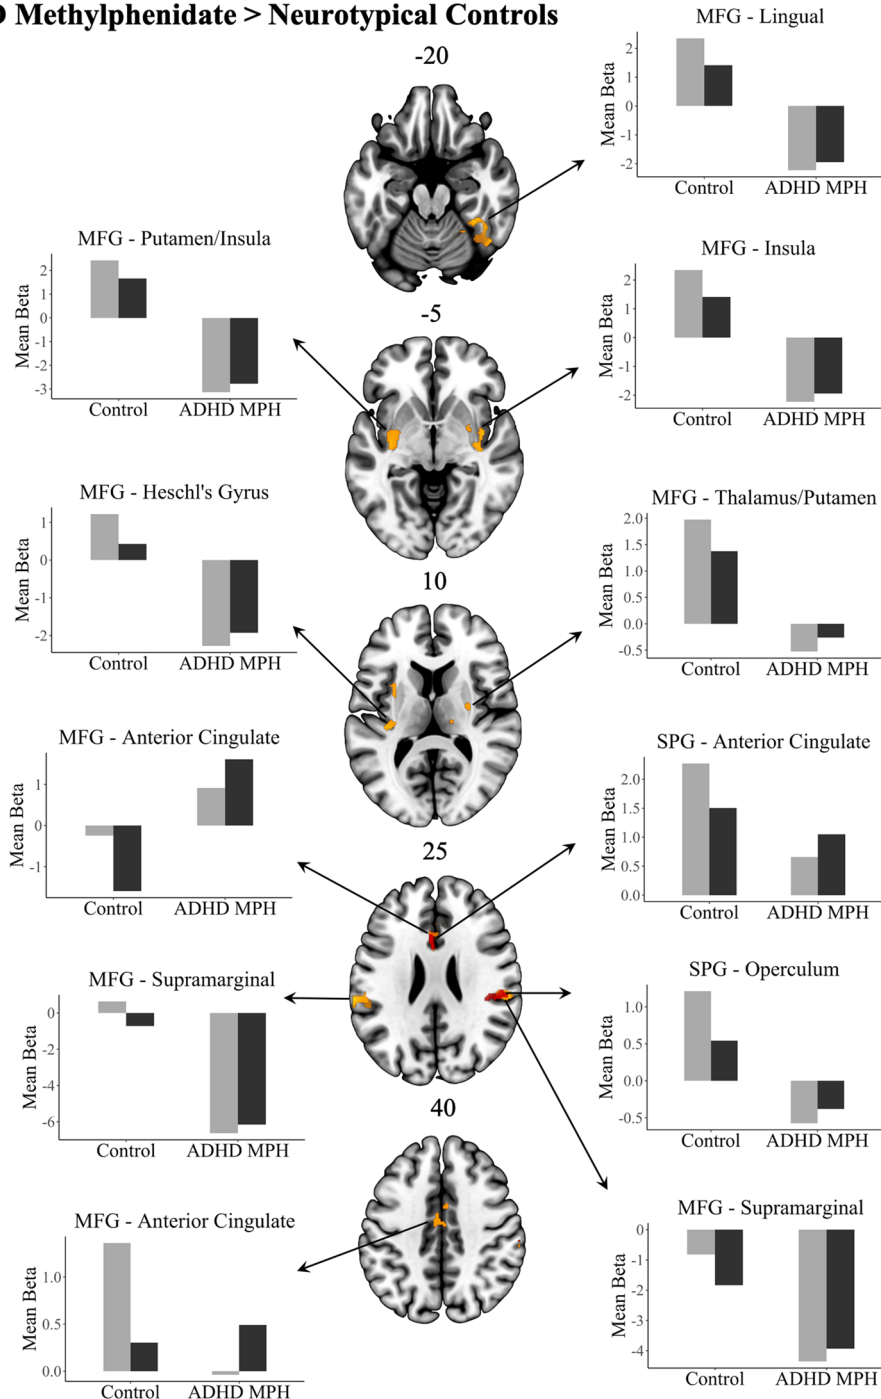 Methylphenidate > Neurotypical Controls
-20
MFG - Lingual
Mean Beta
2
1
0
-1
-2
Control ADHD MPH
MFG - Putamen/Insula
Mean Beta
2
1
0
-1
-2
-3
Control ADHD MPH
-5
MFG - Insula
Mean Beta
2
1
0
-1
-2
Control ADHD MPH
MFG - Heschl's Gyrus
Mean Beta
1
0
-1
-2
Control ADHD MPH
10
MFG - Thalamus/Putamen
Mean Beta
2.0
1.5
1.0
0.5
0.0
-0.5
Control ADHD MPH
MFG - Anterior Cingulate
Mean Beta
1
0
-1
Control ADHD MPH
25
SPG - Anterior Cingulate
Mean Beta
2.0
1.5
1.0
0.5
0.0
Control ADHD MPH
MFG - Supramarginal
Mean Beta
0
-2
-4
-6
Control ADHD MPH
SPG - Operculum
Mean Beta
1.0
0.5
0.0
-0.5
Control ADHD MPH
40
MFG - Anterior Cingulate
Mean Beta
1.0
0.5
0.0
Control ADHD MPH
MFG - Supramarginal
Mean Beta
0
-1
-2
-3
-4
Control ADHD MPH